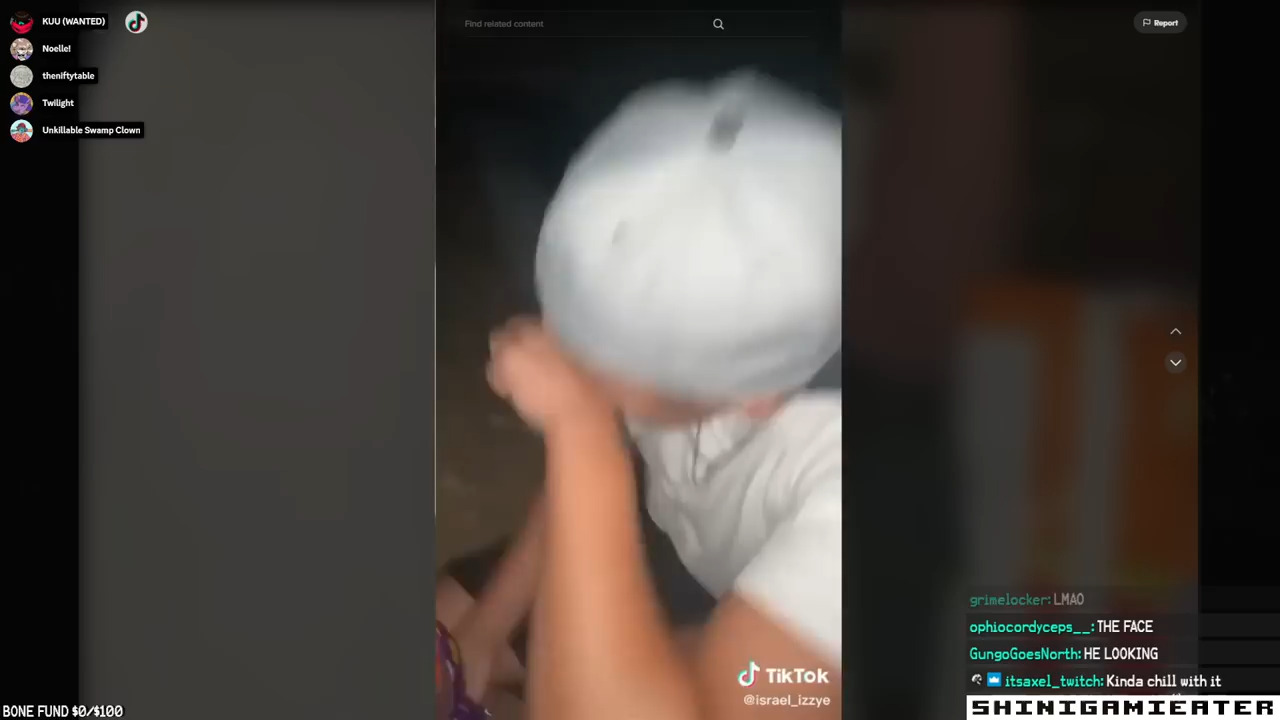 KUU (WANTED)
Noelle!
theniftytable
Twilight
Unkillable Swamp Clown
Find related content
Report
grimelocker: LMAO
ophiocordyceps__: THE FACE
GungoGoesNorth: HE LOOKING
itsaxel_twitch: Kinda chill with it
TikTok
@israel_izzye
BONE FUND $0/$100
SHINIGAMIEATER